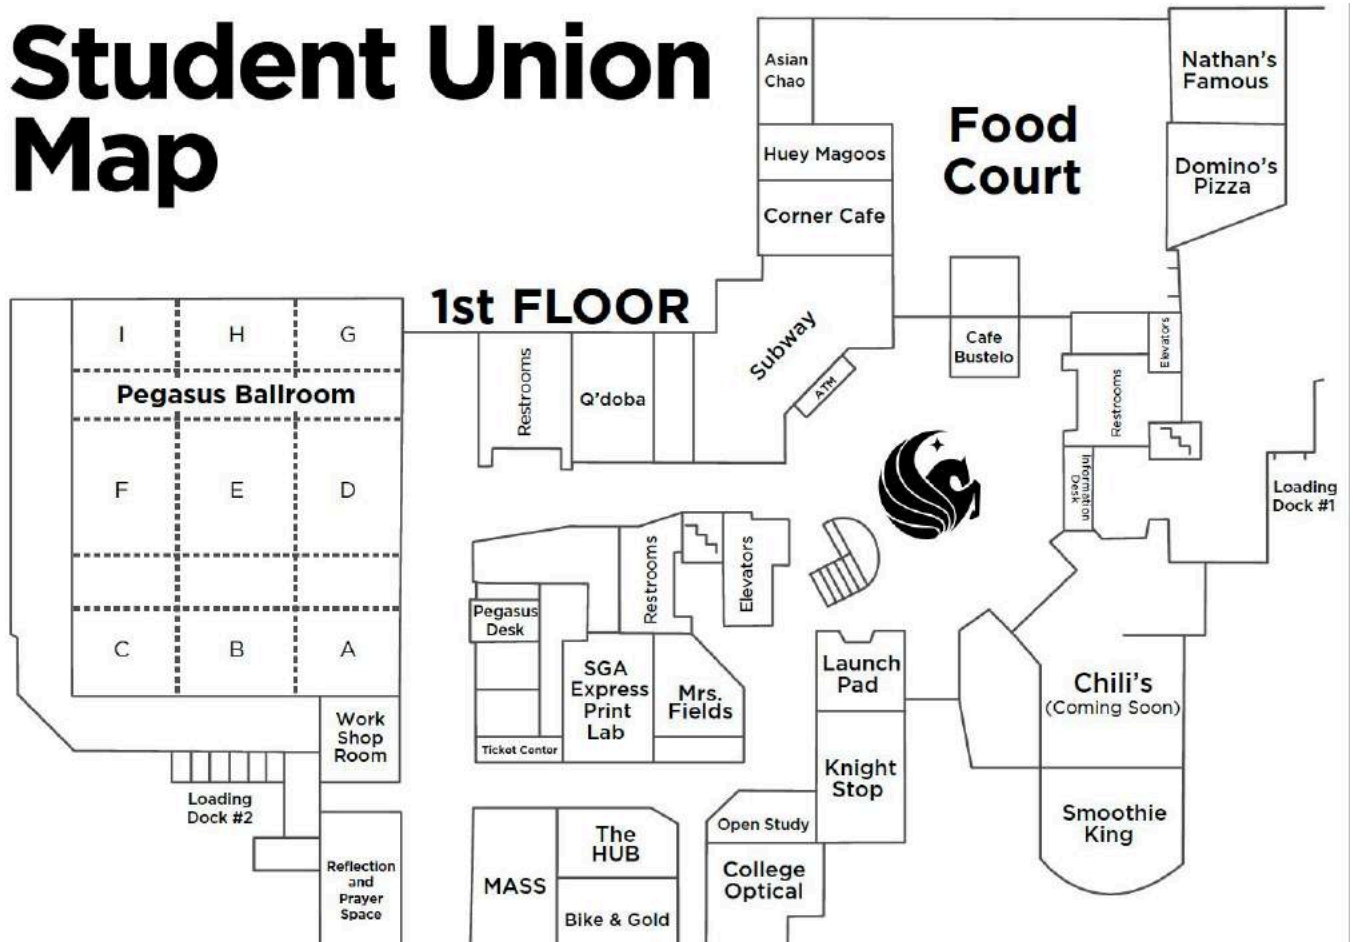 Student Union
Map
1st FLOOR
Asian
Chao
Huey Magoos
Corner Cafe
Food
Court
Nathan's
Famous
Domino's
Pizza
Subway
ATM
Cafe
Bustelo
Elevators
Restrooms
Information
Desk
Loading
Dock #1
Restrooms
Q'doba
I
H
G
Pegasus Ballroom
F
E
D
C
B
A
Work
Shop
Room
Loading
Dock #2
Reflection
and
Prayer
Space
Restrooms
Elevators
Pegasus
Desk
SGA
Express
Print
Lab
Mrs.
Fields
Ticket Center
Launch
Pad
Knight
Stop
Chili's
(Coming Soon)
Smoothie
King
Open Study
College
Optical
MASS
The
HUB
Bike & Gold